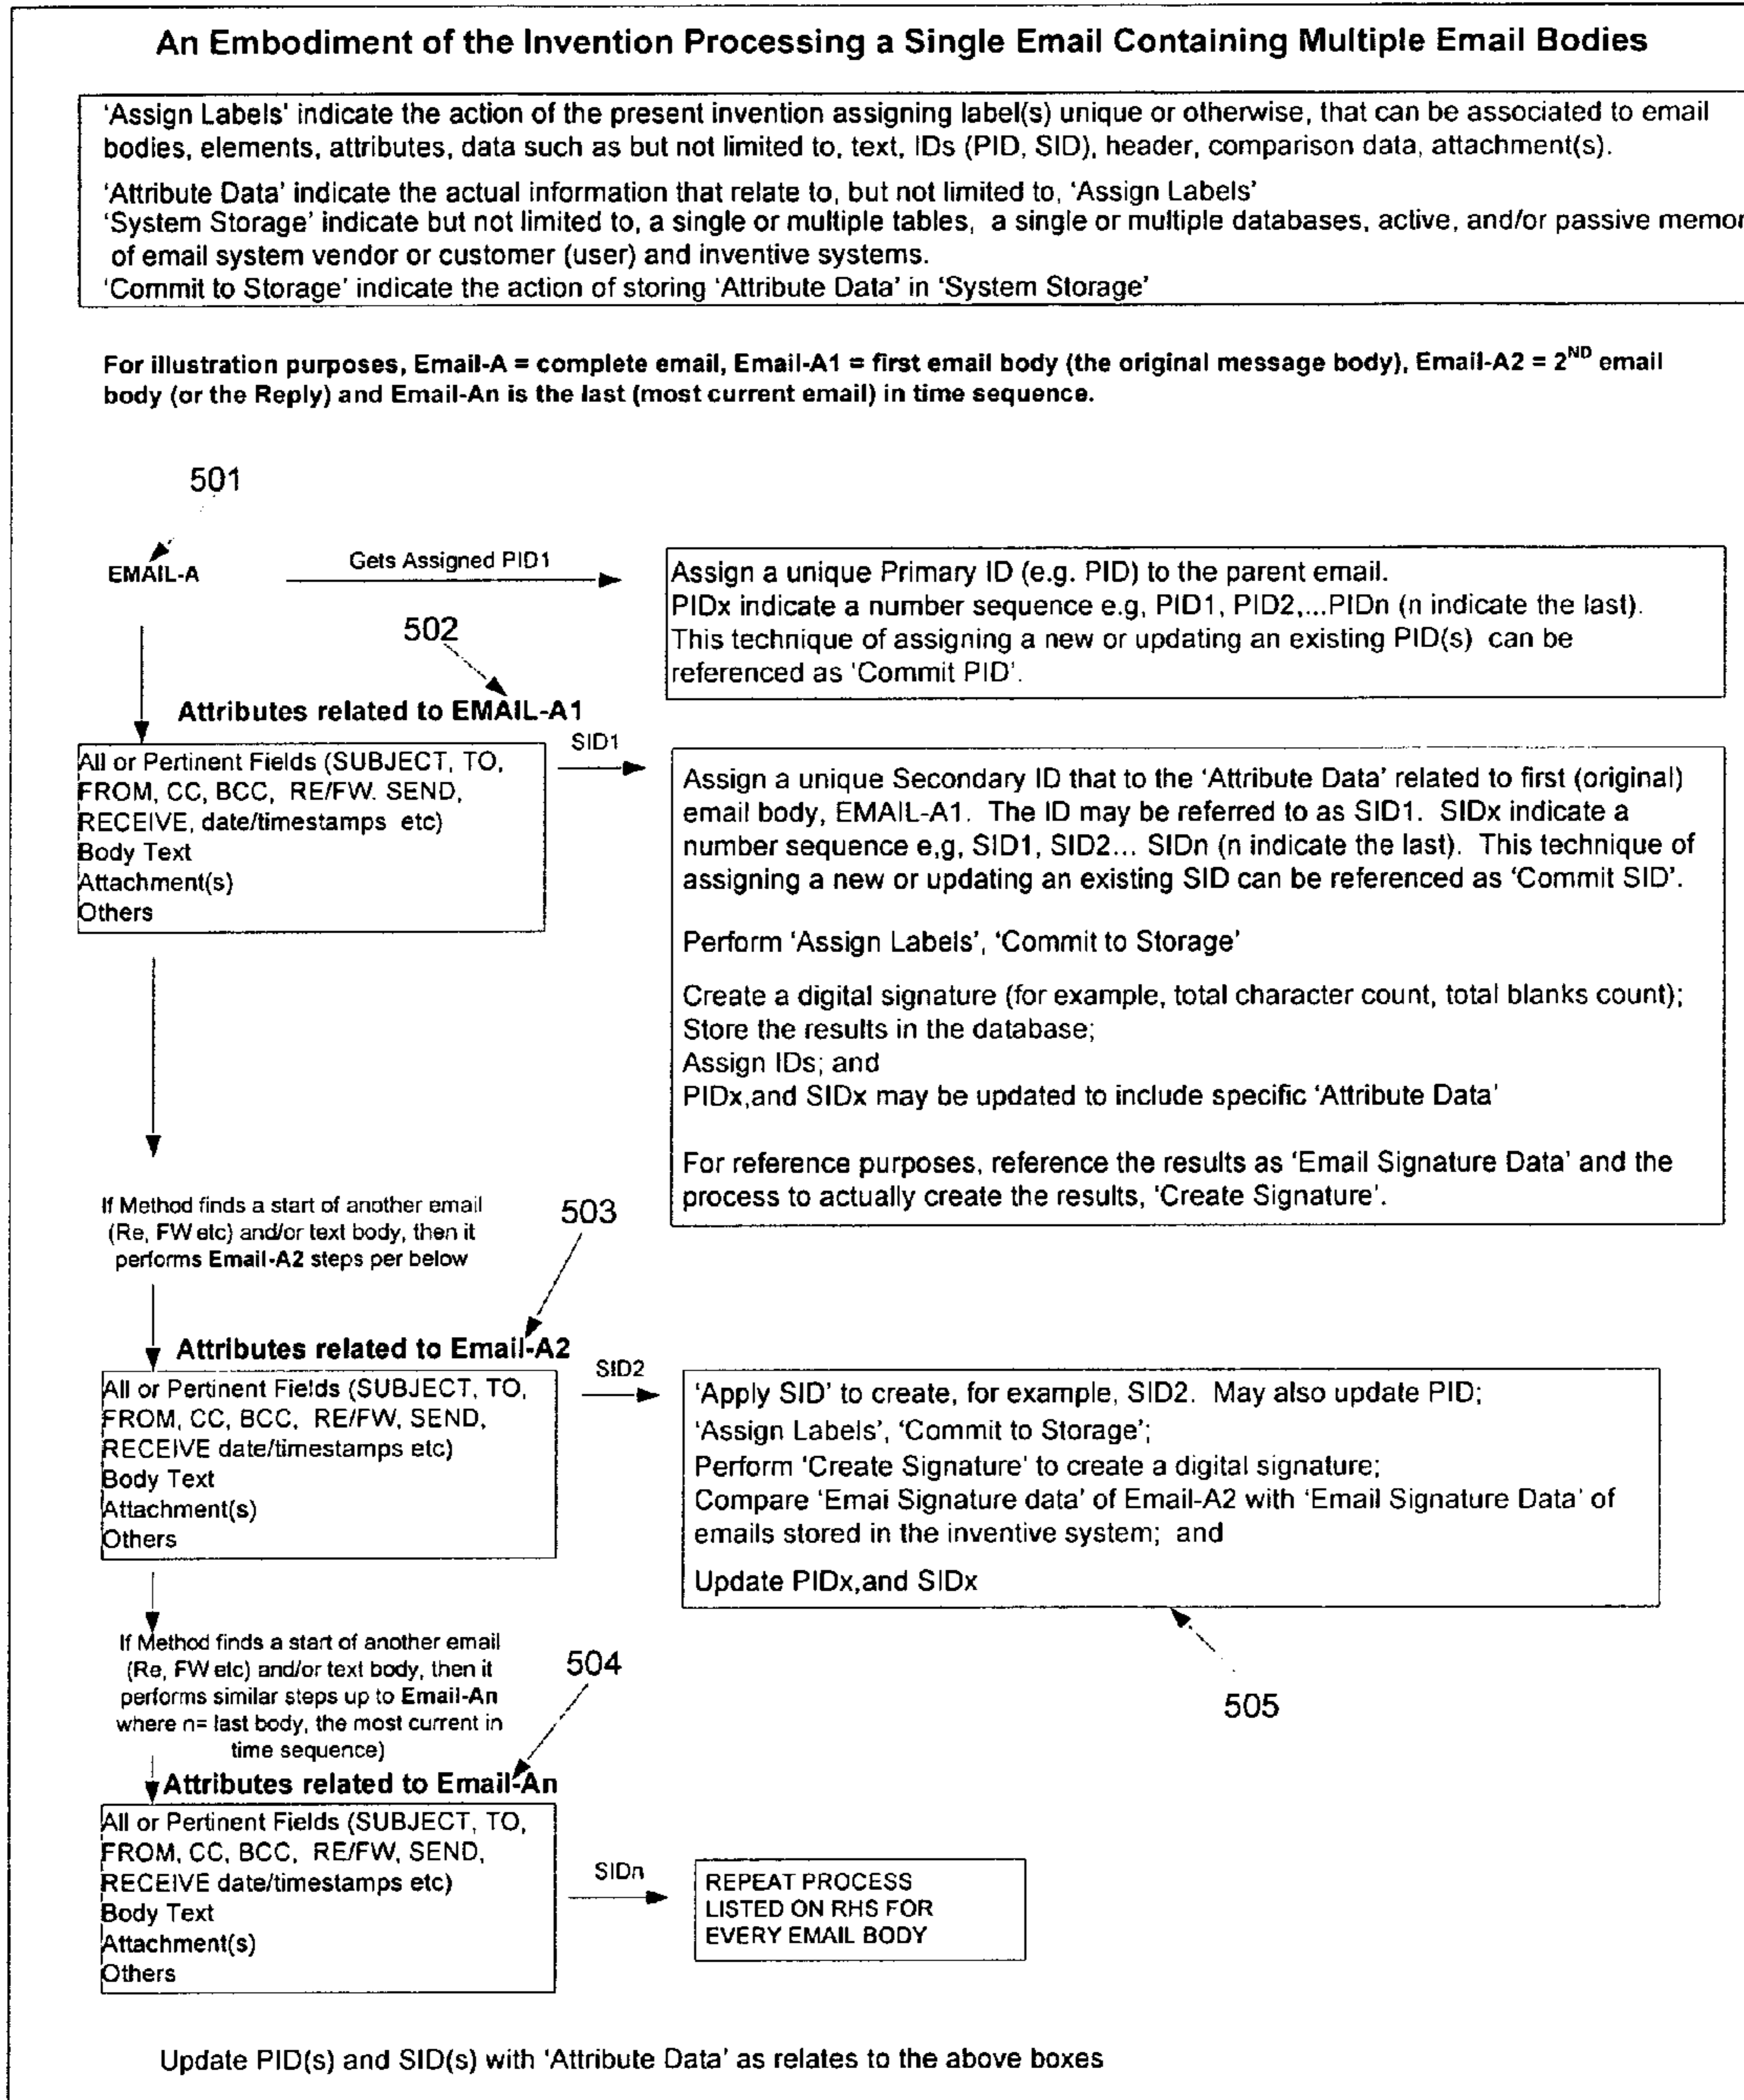 An Embodiment of the Invention Processing a Single Email Containing Multiple Email Bodies
'Assign Labels' indicate the action of the present invention assigning label(s) unique or otherwise, that can be associated to email
bodies, elements, attributes, data such as but not limited to, text, IDs (PID, SID), header, comparison data, attachment(s).
'Attribute Data' indicate the actual information that relate to, but not limited to, 'Assign Labels'
'System Storage' indicate but not limited to, a single or multiple tables, a single or multiple databases, active, and/or passive memor
of email system vendor or customer (user) and inventive systems.
'Commit to Storage' indicate the action of storing 'Attribute Data' in 'System Storage'
For illustration purposes, Email-A = complete email, Email-A1 = first email body (the original message body), Email-A2 = 2ND email
body (or the Reply) and Email-An is the last (most current email) in time sequence.
501
EMAIL-A
Gets Assigned PID1
Assign a unique Primary ID (e.g. PID) to the parent email.
PIDx indicate a number sequence e.g, PID1, PID2,...PIDn (n indicate the last).
This technique of assigning a new or updating an existing PID(s) can be
referenced as 'Commit PID'.
502
Attributes related to EMAIL-A1
All or Pertinent Fields (SUBJECT, TO,
FROM, CC, BCC, RE/FW. SEND,
RECEIVE, date/timestamps etc)
Body Text
Attachment(s)
Others
SID1
Assign a unique Secondary ID that to the 'Attribute Data' related to first (original)
email body, EMAIL-A1. The ID may be referred to as SID1. SIDx indicate a
number sequence e,g, SID1, SID2... SIDn (n indicate the last). This technique of
assigning a new or updating an existing SID can be referenced as 'Commit SID'.
Perform 'Assign Labels', 'Commit to Storage'
Create a digital signature (for example, total character count, total blanks count);
Store the results in the database;
Assign IDs; and
PIDx,and SIDx may be updated to include specific 'Attribute Data'
For reference purposes, reference the results as 'Email Signature Data' and the
process to actually create the results, 'Create Signature'.
If Method finds a start of another email
(Re, FW etc) and/or text body, then it
performs Email-A2 steps per below
503
Attributes related to Email-A2
All or Pertinent Fields (SUBJECT, TO,
FROM, CC, BCC, RE/FW, SEND,
RECEIVE date/timestamps etc)
Body Text
Attachment(s)
Others
SID2
'Apply SID' to create, for example, SID2. May also update PID;
'Assign Labels', 'Commit to Storage';
Perform 'Create Signature' to create a digital signature;
Compare 'Emai Signature data' of Email-A2 with 'Email Signature Data' of
emails stored in the inventive system; and
Update PIDx,and SIDx
505
If Method finds a start of another email
(Re, FW etc) and/or text body, then it
performs similar steps up to Email-An
where n= last body, the most current in
time sequence)
504
Attributes related to Email-An
All or Pertinent Fields (SUBJECT, TO,
FROM, CC, BCC, RE/FW, SEND,
RECEIVE date/timestamps etc)
Body Text
Attachment(s)
Others
SIDn
REPEAT PROCESS
LISTED ON RHS FOR
EVERY EMAIL BODY
Update PID(s) and SID(s) with 'Attribute Data' as relates to the above boxes